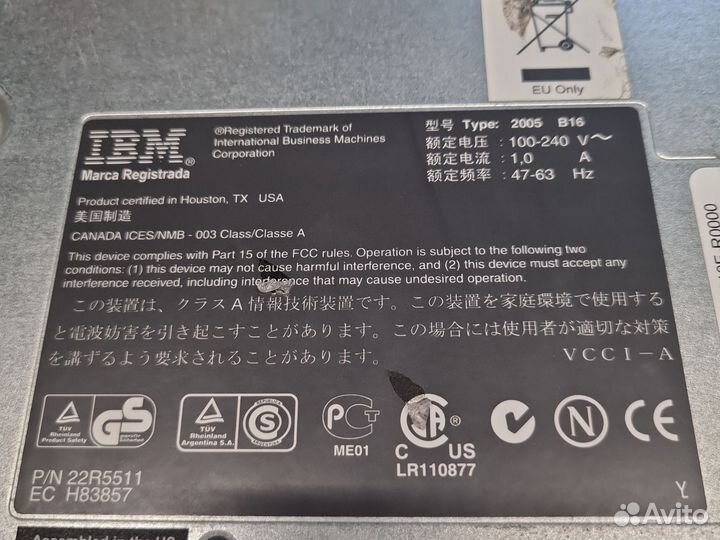 EU Only
IBM®
Marca Registrada
®Registered Trademark of
International Business Machines
Corporation
型号 Type: 2005 B16
额定电压: 100-240 V~
额定电流: 1,0 A
额定频率: 47-63 Hz
Product certified in Houston, TX USA
美国制造
CANADA ICES/NMB - 003 Class/Classe A
This device complies with Part 15 of the FCC rules. Operation is subject to the following two
conditions: (1) this device may not cause harmful interference, and (2) this device must accept any
interference received, including interference that may cause undesired operation.
この装置は、クラスA情報技術装置です。この装置を家庭環境で使用する
と電波妨害を引き起こすことがあります。この場合には使用者が適切な対策
を講ずるよう要求されることがあります。 VCCI-A
TÜV
Rheinland
Product Safety
GS
TÜV
Rheinland
Argentina S.A.
S
PCT
ME01
C US
LR110877
N
P/N 22R5511
EC H83857
Y
R0000
Assembled in the US
Avito